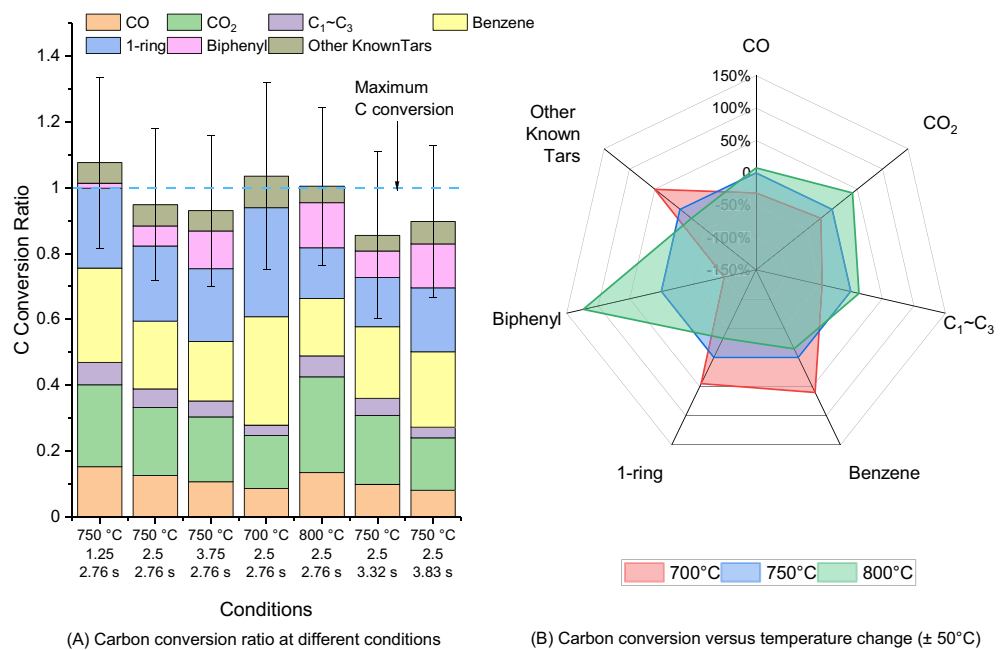 CO
CO₂
C₁~C₃
Benzene
1-ring
Biphenyl
Other KnownTars
1.4
1.2
1
0.8
0.6
0.4
0.2
0
C Conversion Ratio
Maximum
C conversion
750 °C 750 °C 750 °C 700 °C 800 °C 750 °C 750 °C
1.25 2.5 3.75 2.5 2.5 2.5 2.5
2.76 s 2.76 s 2.76 s 2.76 s 2.76 s 3.32 s 3.83 s
Conditions
(A) Carbon conversion ratio at different conditions
CO
150%
100%
50%
0
-50%
-100%
-150%
CO₂
C₁~C₃
Benzene
1-ring
Biphenyl
Other
Known
Tars
700°C 750°C 800°C
(B) Carbon conversion versus temperature change (± 50°C)